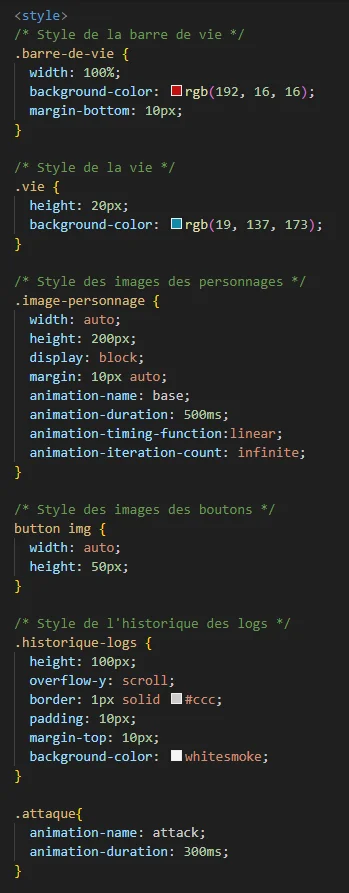 <style>
/* Style de la barre de vie */
.barre-de-vie {
width: 100%;
background-color: rgb(192, 16, 16);
margin-bottom: 10px;
}
/* Style de la vie */
.vie {
height: 20px;
background-color: rgb(19, 137, 173);
}
/* Style des images des personnages */
.image-personnage {
width: auto;
height: 200px;
display: block;
margin: 10px auto;
animation-name: base;
animation-duration: 500ms;
animation-timing-function:linear;
animation-iteration-count: infinite;
}
/* Style des images des boutons */
button img {
width: auto;
height: 50px;
}
/* Style de l'historique des logs */
.historique-logs {
height: 100px;
overflow-y: scroll;
border: 1px solid #ccc;
padding: 10px;
margin-top: 10px;
background-color: whitesmoke;
}
.attaque{
animation-name: attack;
animation-duration: 300ms;
}